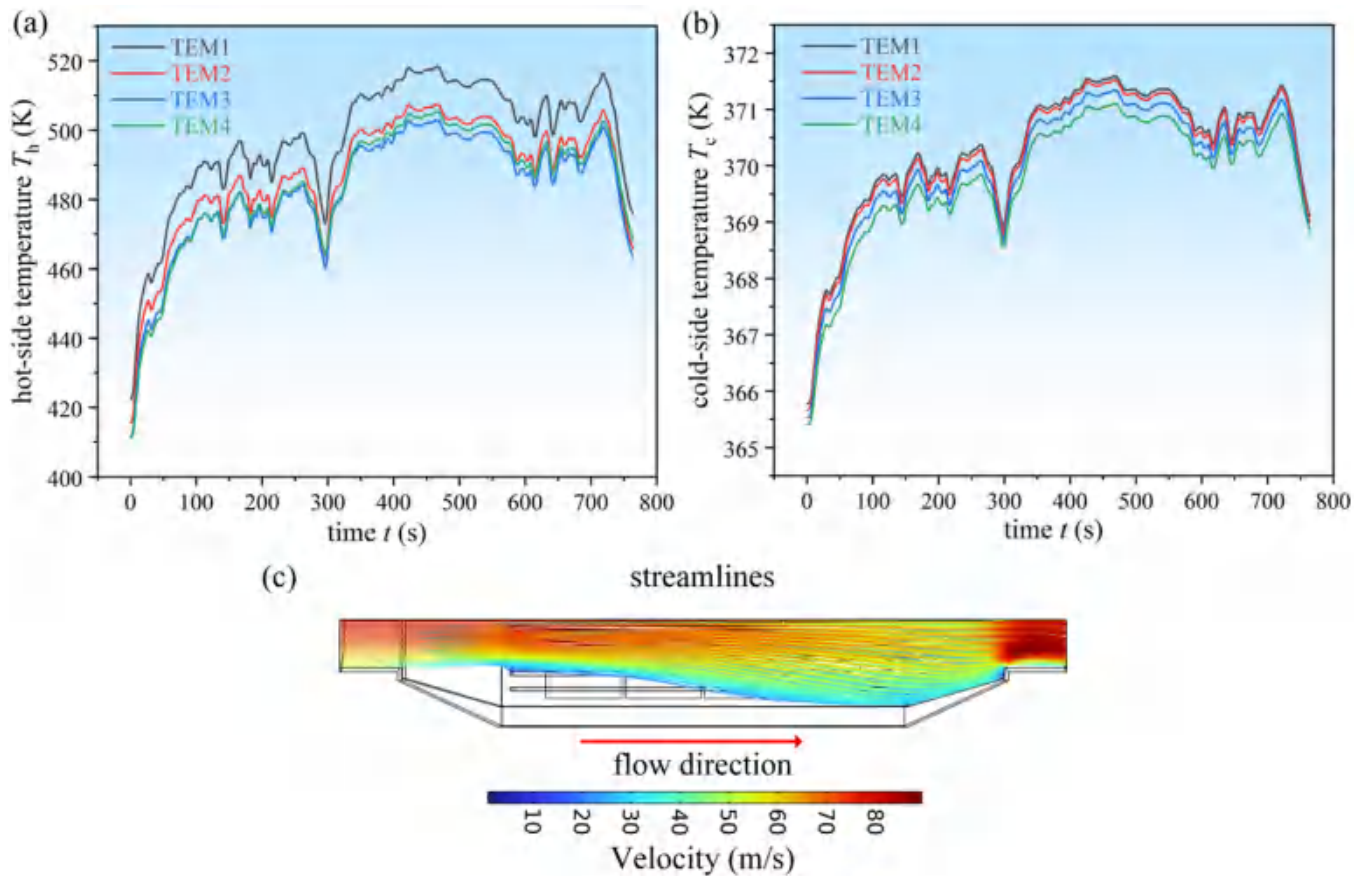 (a)
TEM1
TEM2
TEM3
TEM4
520
500
480
460
440
420
400
hot-side temperature Th (K)
0 100 200 300 400 500 600 700 800
time t (s)
(b)
TEM1
TEM2
TEM3
TEM4
372
371
370
369
368
367
366
365
cold-side temperature Tc (K)
0 100 200 300 400 500 600 700 800
time t (s)
(c)
streamlines
flow direction
10 20 30 40 50 60 70 80
Velocity (m/s)